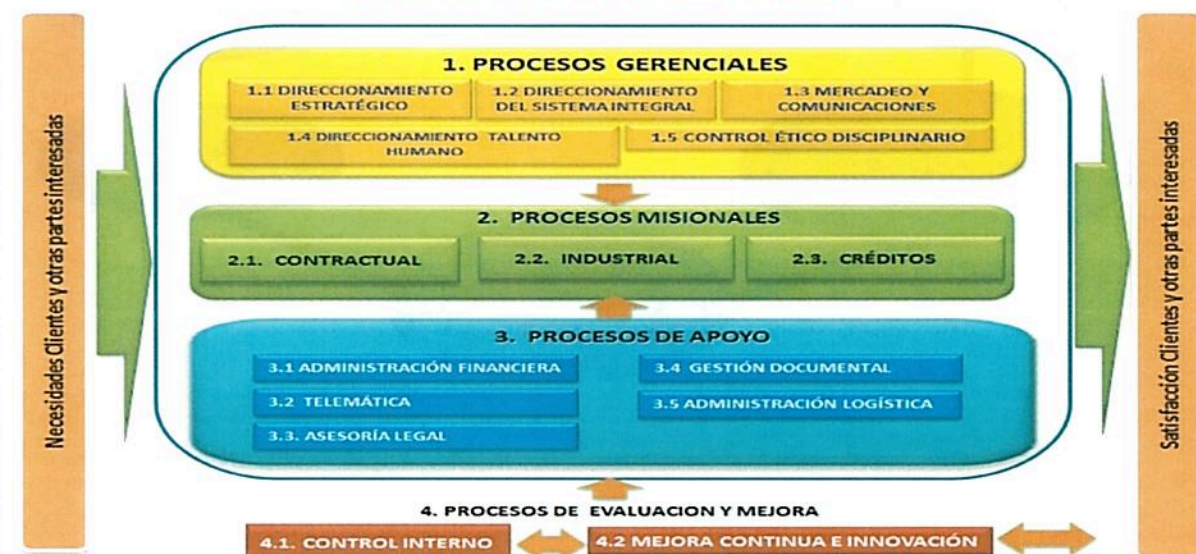 Necesidades Clientes y otras partes interesadas
1. PROCESOS GERENCIALES
1.1 DIRECCIONAMIENTO
ESTRATÉGICO
1.2 DIRECCIONAMIENTO
DEL SISTEMA INTEGRAL
1.3 MERCADEO Y
COMUNICACIONES
1.4 DIRECCIONAMIENTO TALENTO
HUMANO
1.5 CONTROL ÉTICO DISCIPLINARIO
2. PROCESOS MISIONALES
2.1. CONTRACTUAL
2.2. INDUSTRIAL
2.3. CRÉDITOS
3. PROCESOS DE APOYO
3.1 ADMINISTRACIÓN FINANCIERA
3.2 TELEMÁTICA
3.3. ASESORÍA LEGAL
3.4 GESTIÓN DOCUMENTAL
3.5 ADMINISTRACIÓN LOGÍSTICA
4. PROCESOS DE EVALUACION Y MEJORA
4.1. CONTROL INTERNO
4.2 MEJORA CONTINUA E INNOVACIÓN
Satisfacción Clientes y otras partes interesadas